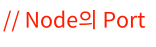 // Node의 Port